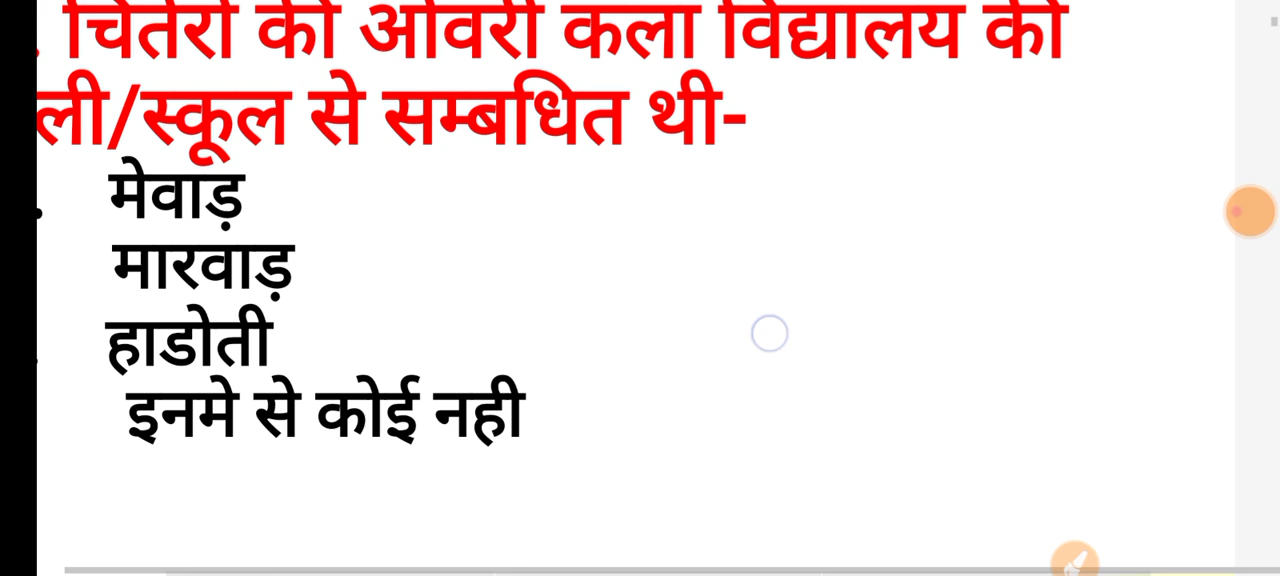 . चितेरों की ओवरी कला विद्यालय की
ली/स्कूल से सम्बधित थी-
. मेवाड़
मारवाड़
. हाडोती
इनमे से कोई नही